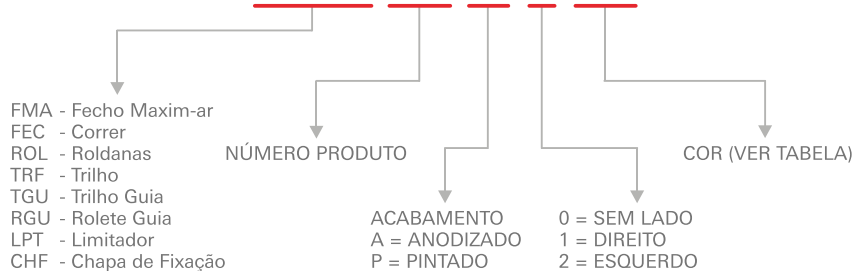 FMA - Fecho Maxim-ar
FEC - Correr
ROL - Roldanas
TRF - Trilho
TGU - Trilho Guia
RGU - Rolete Guia
LPT - Limitador
CHF - Chapa de Fixação
NÚMERO PRODUTO
ACABAMENTO
A = ANODIZADO
P = PINTADO
0 = SEM LADO
1 = DIREITO
2 = ESQUERDO
COR (VER TABELA)